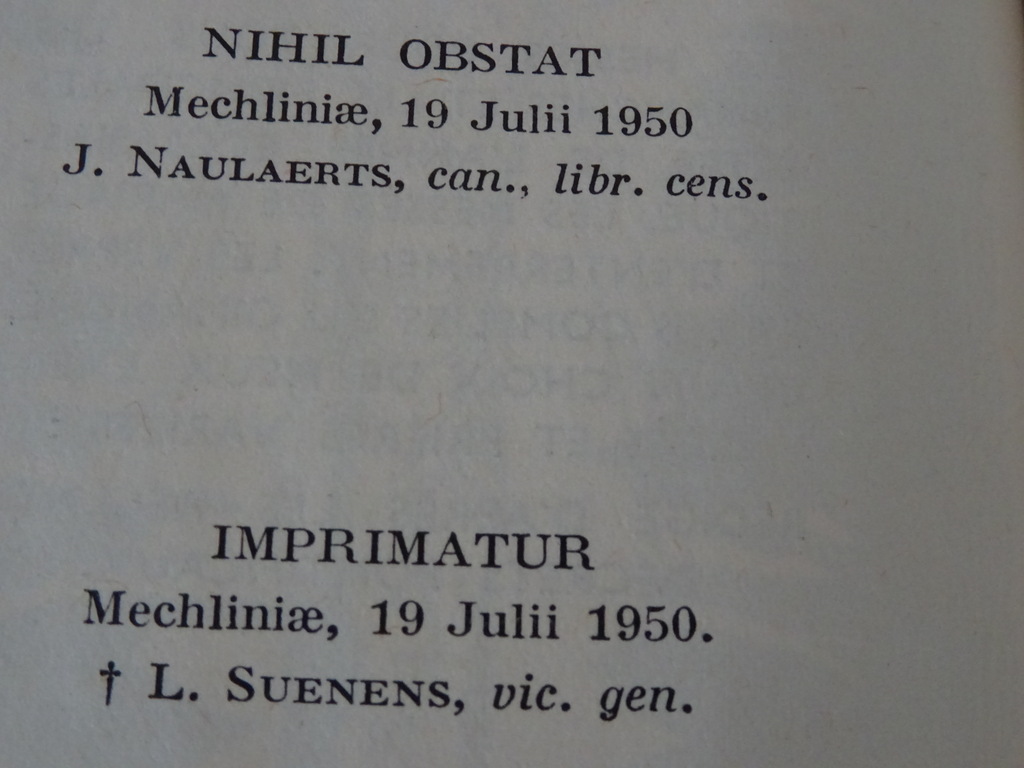 NIHIL OBSTAT
Mechliniæ, 19 Julii 1950
J. NAULAERTS, can., libr. cens.
IMPRIMATUR
Mechliniæ, 19 Julii 1950.
† L. SUENENS, vic. gen.